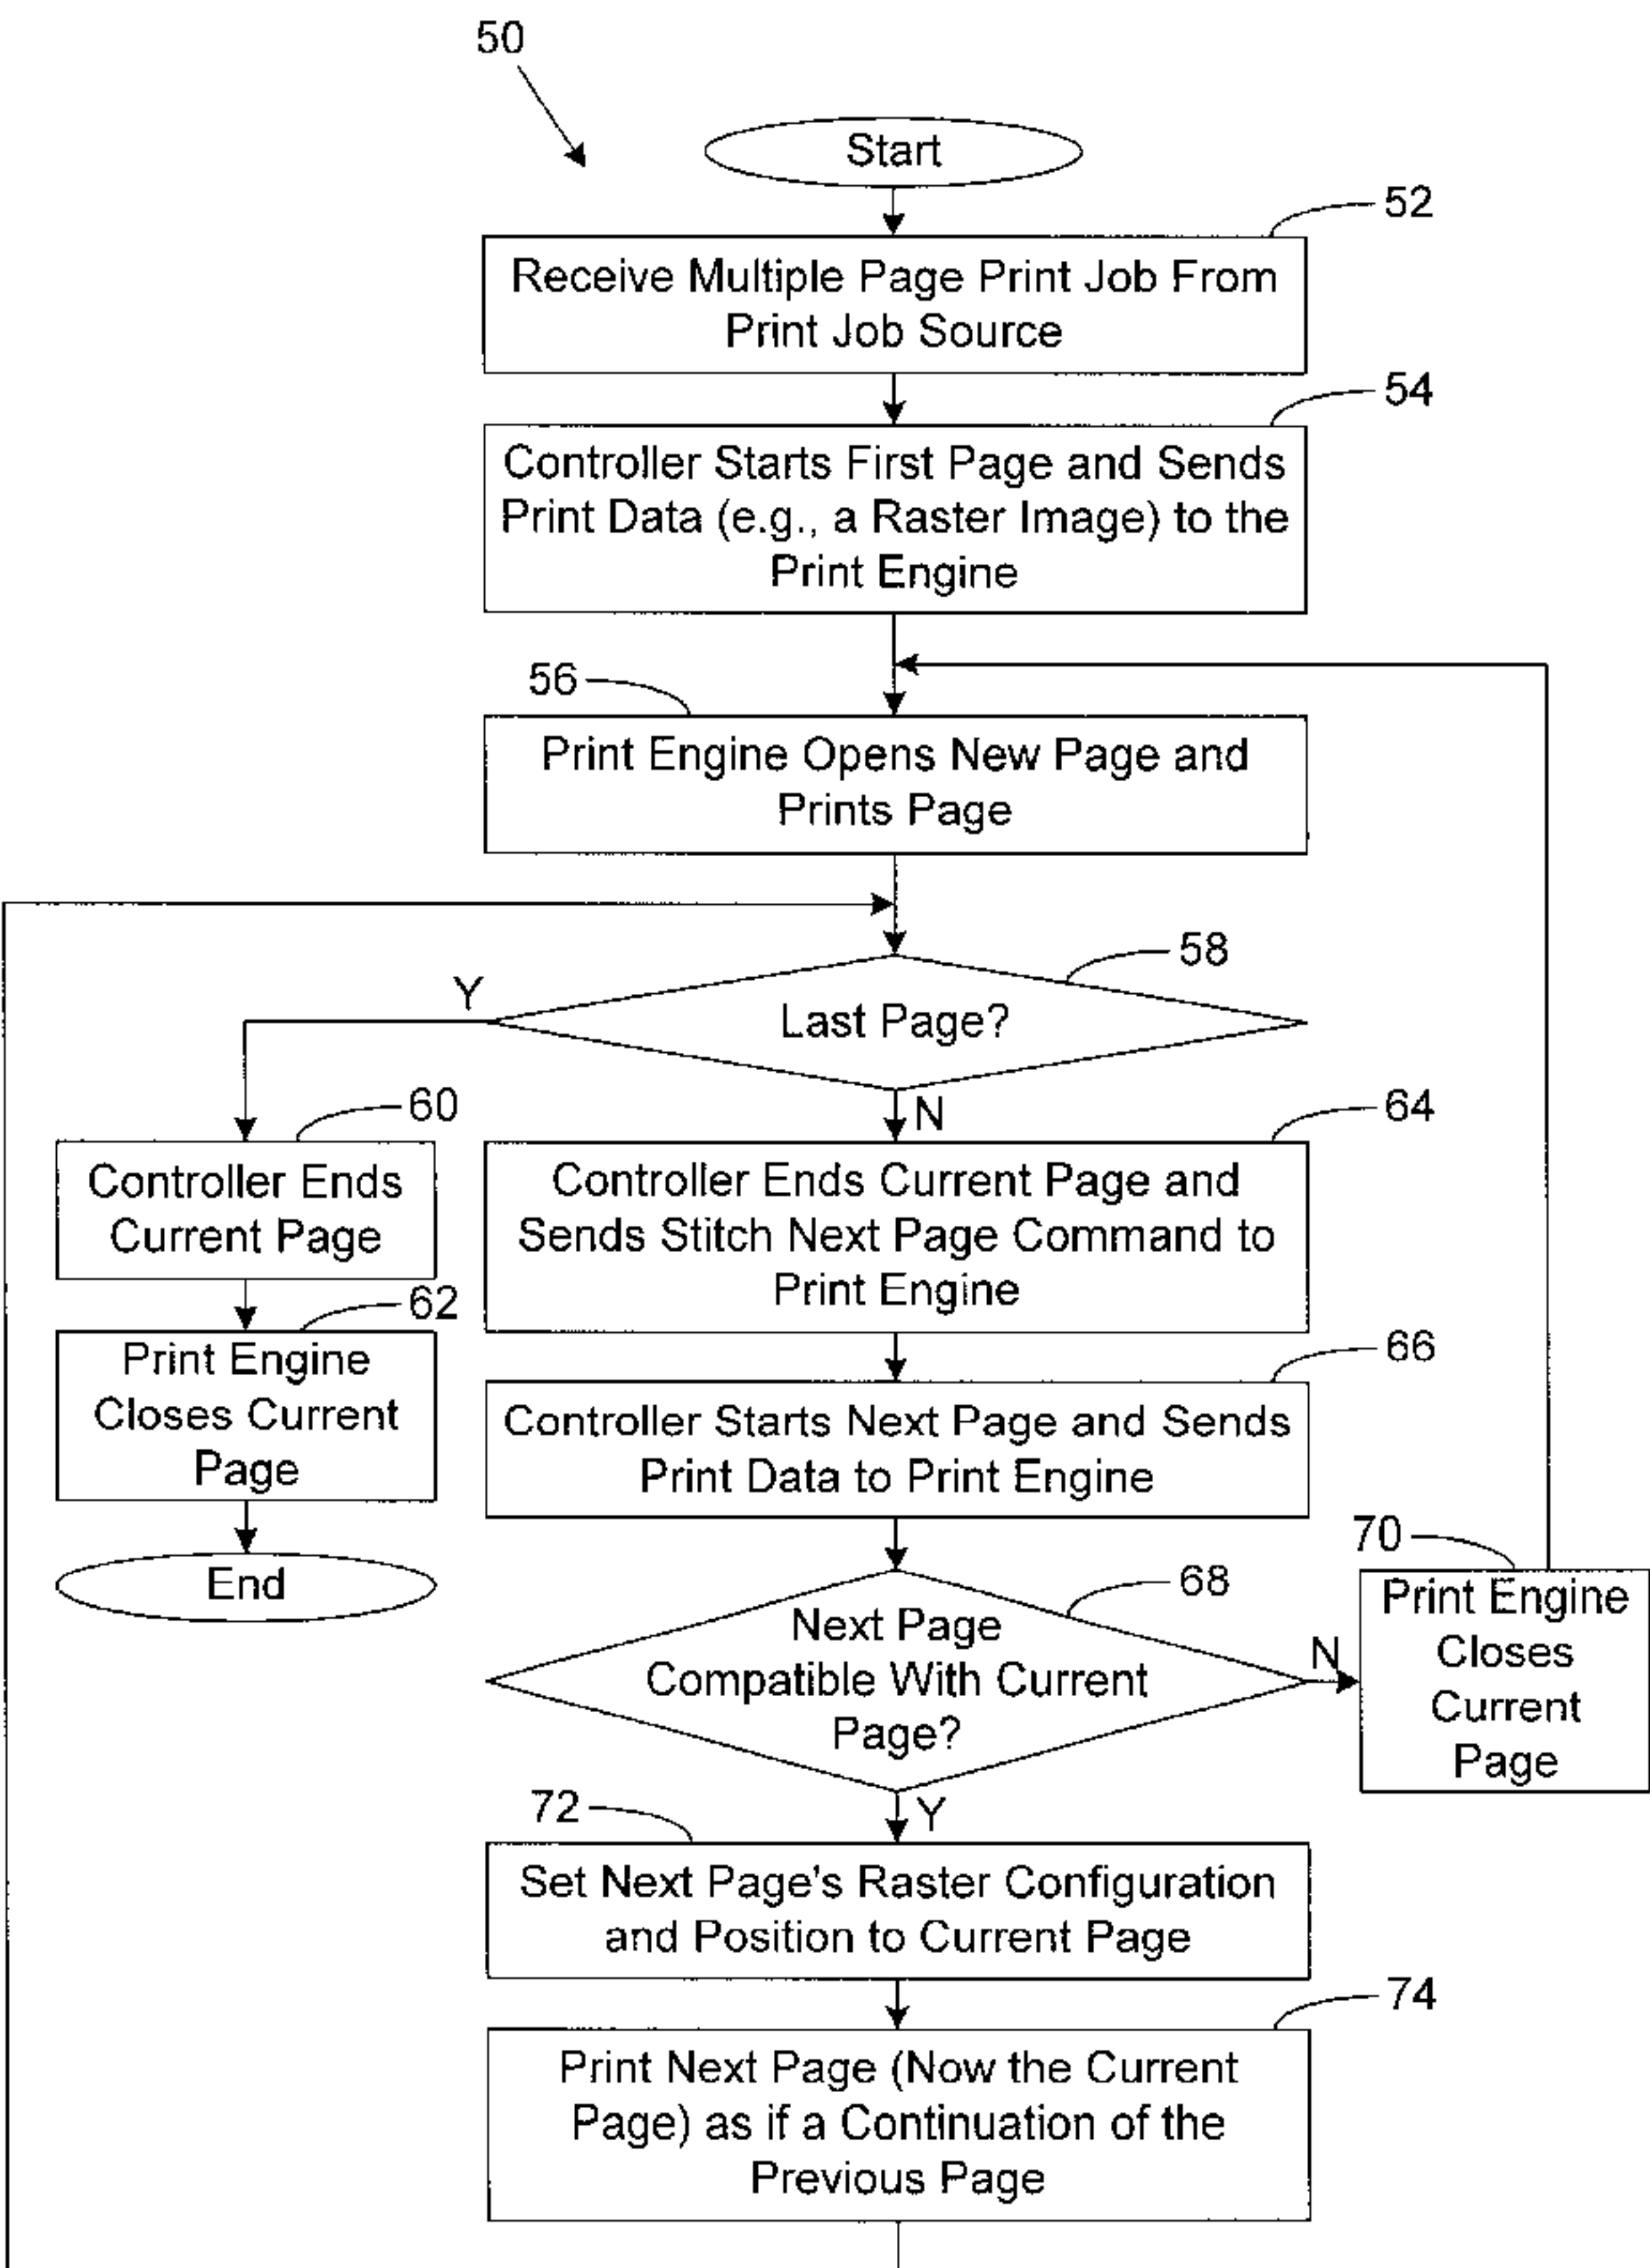 50
Start
52
Receive Multiple Page Print Job From
Print Job Source
54
Controller Starts First Page and Sends
Print Data (e.g., a Raster Image) to the
Print Engine
56
Print Engine Opens New Page and
Prints Page
58
Y
Last Page?
N
60
Controller Ends
Current Page
64
Controller Ends Current Page and
Sends Stitch Next Page Command to
Print Engine
62
Print Engine
Closes Current
Page
66
Controller Starts Next Page and Sends
Print Data to Print Engine
End
68
Next Page
Compatible With Current
Page?
N
70
Print Engine
Closes
Current
Page
Y
72
Set Next Page's Raster Configuration
and Position to Current Page
74
Print Next Page (Now the Current
Page) as if a Continuation of the
Previous Page